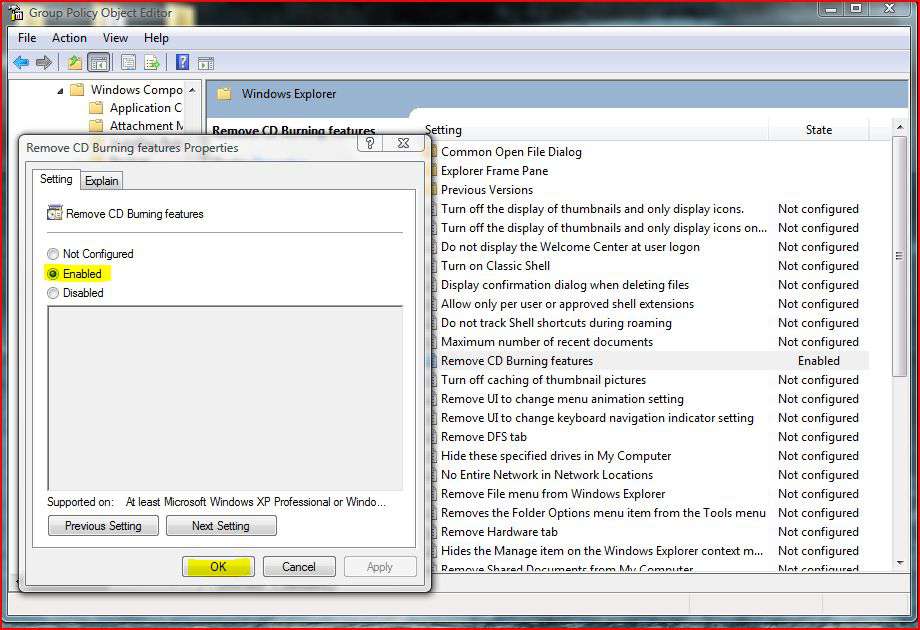 Group Policy Object Editor
File Action View Help
Windows Compo
Application C
Attachment M
Windows Explorer
Remove CD Burning features
Setting State
Common Open File Dialog
Explorer Frame Pane
Previous Versions
Turn off the display of thumbnails and only display icons. Not configured
Turn off the display of thumbnails and only display icons on... Not configured
Do not display the Welcome Center at user logon Not configured
Turn on Classic Shell Not configured
Display confirmation dialog when deleting files Not configured
Allow only per user or approved shell extensions Not configured
Do not track Shell shortcuts during roaming Not configured
Maximum number of recent documents Not configured
Remove CD Burning features Enabled
Turn off caching of thumbnail pictures Not configured
Remove UI to change menu animation setting Not configured
Remove UI to change keyboard navigation indicator setting Not configured
Remove DFS tab Not configured
Hide these specified drives in My Computer Not configured
No Entire Network in Network Locations Not configured
Remove File menu from Windows Explorer Not configured
Removes the Folder Options menu item from the Tools menu Not configured
Remove Hardware tab Not configured
Hides the Manage item on the Windows Explorer context m... Not configured
Remove Shared Documents from My Computer Not configured
Remove CD Burning features Properties
Setting Explain
Remove CD Burning features
Not Configured
Enabled
Disabled
Supported on: At least Microsoft Windows XP Professional or Windo...
Previous Setting Next Setting
OK Cancel Apply